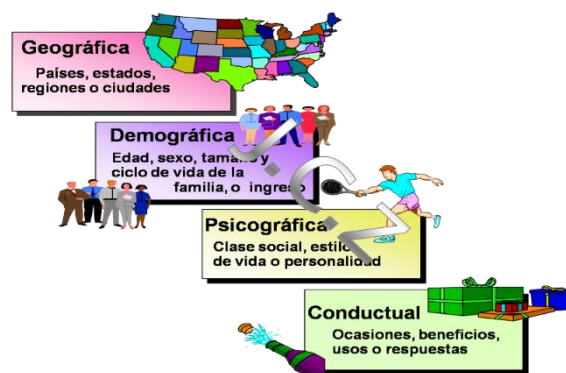 Geográfica
Países, estados,
regiones o ciudades
Demográfica
Edad, sexo, tamaño y
ciclo de vida de la
familia, o ingreso
Psicográfica
Clase social, estilo
de vida o personalidad
Conductual
Ocasiones, beneficios,
usos o respuestas